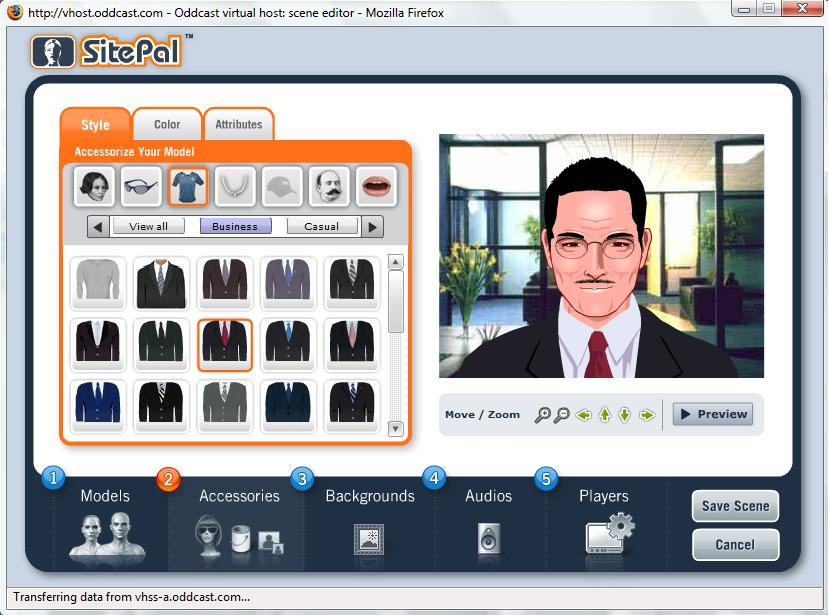 http://vhost.oddcast.com - Oddcast virtual host: scene editor - Mozilla Firefox
SitePal™
Style
Color
Attributes
Accessorize Your Model
View all
Business
Casual
Move / Zoom
Preview
1
2
3
4
5
Models
Accessories
Backgrounds
Audios
Players
Save Scene
Cancel
Transferring data from vhss-a.oddcast.com...